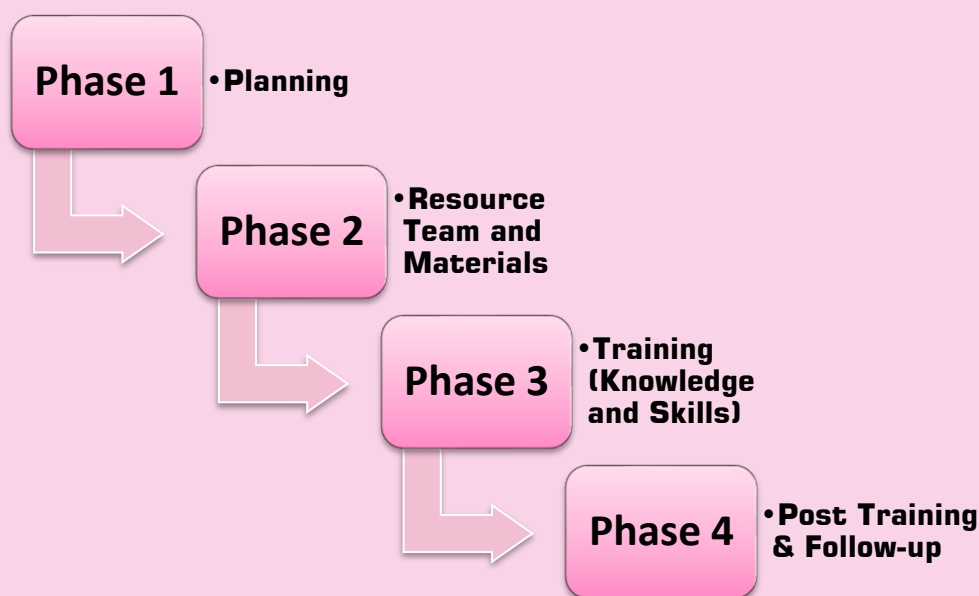 Phase 1
•Planning
Phase 2
•Resource
Team and
Materials
Phase 3
•Training
(Knowledge
and Skills)
Phase 4
•Post Training
& Follow-up